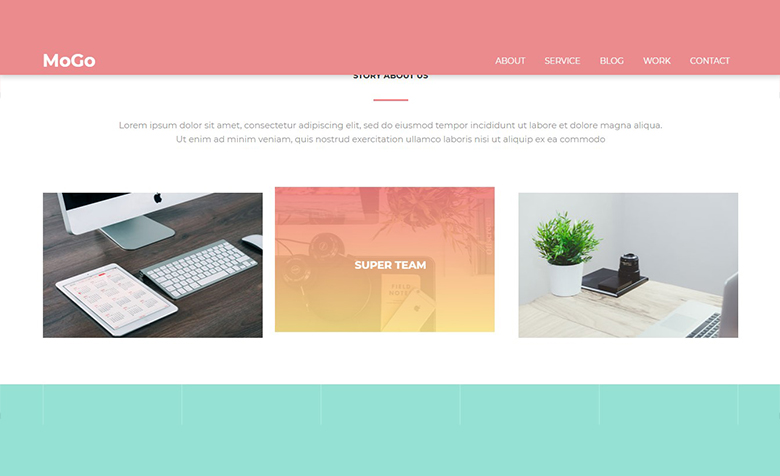 MoGo
ABOUT SERVICE BLOG WORK CONTACT
STORY ABOUT US
Lorem ipsum dolor sit amet, consectetur adipiscing elit, sed do eiusmod tempor incididunt ut labore et dolore magna aliqua.
Ut enim ad minim veniam, quis nostrud exercitation ullamco laboris nisi ut aliquip ex ea commodo
SUPER TEAM
FIELD
NOTES